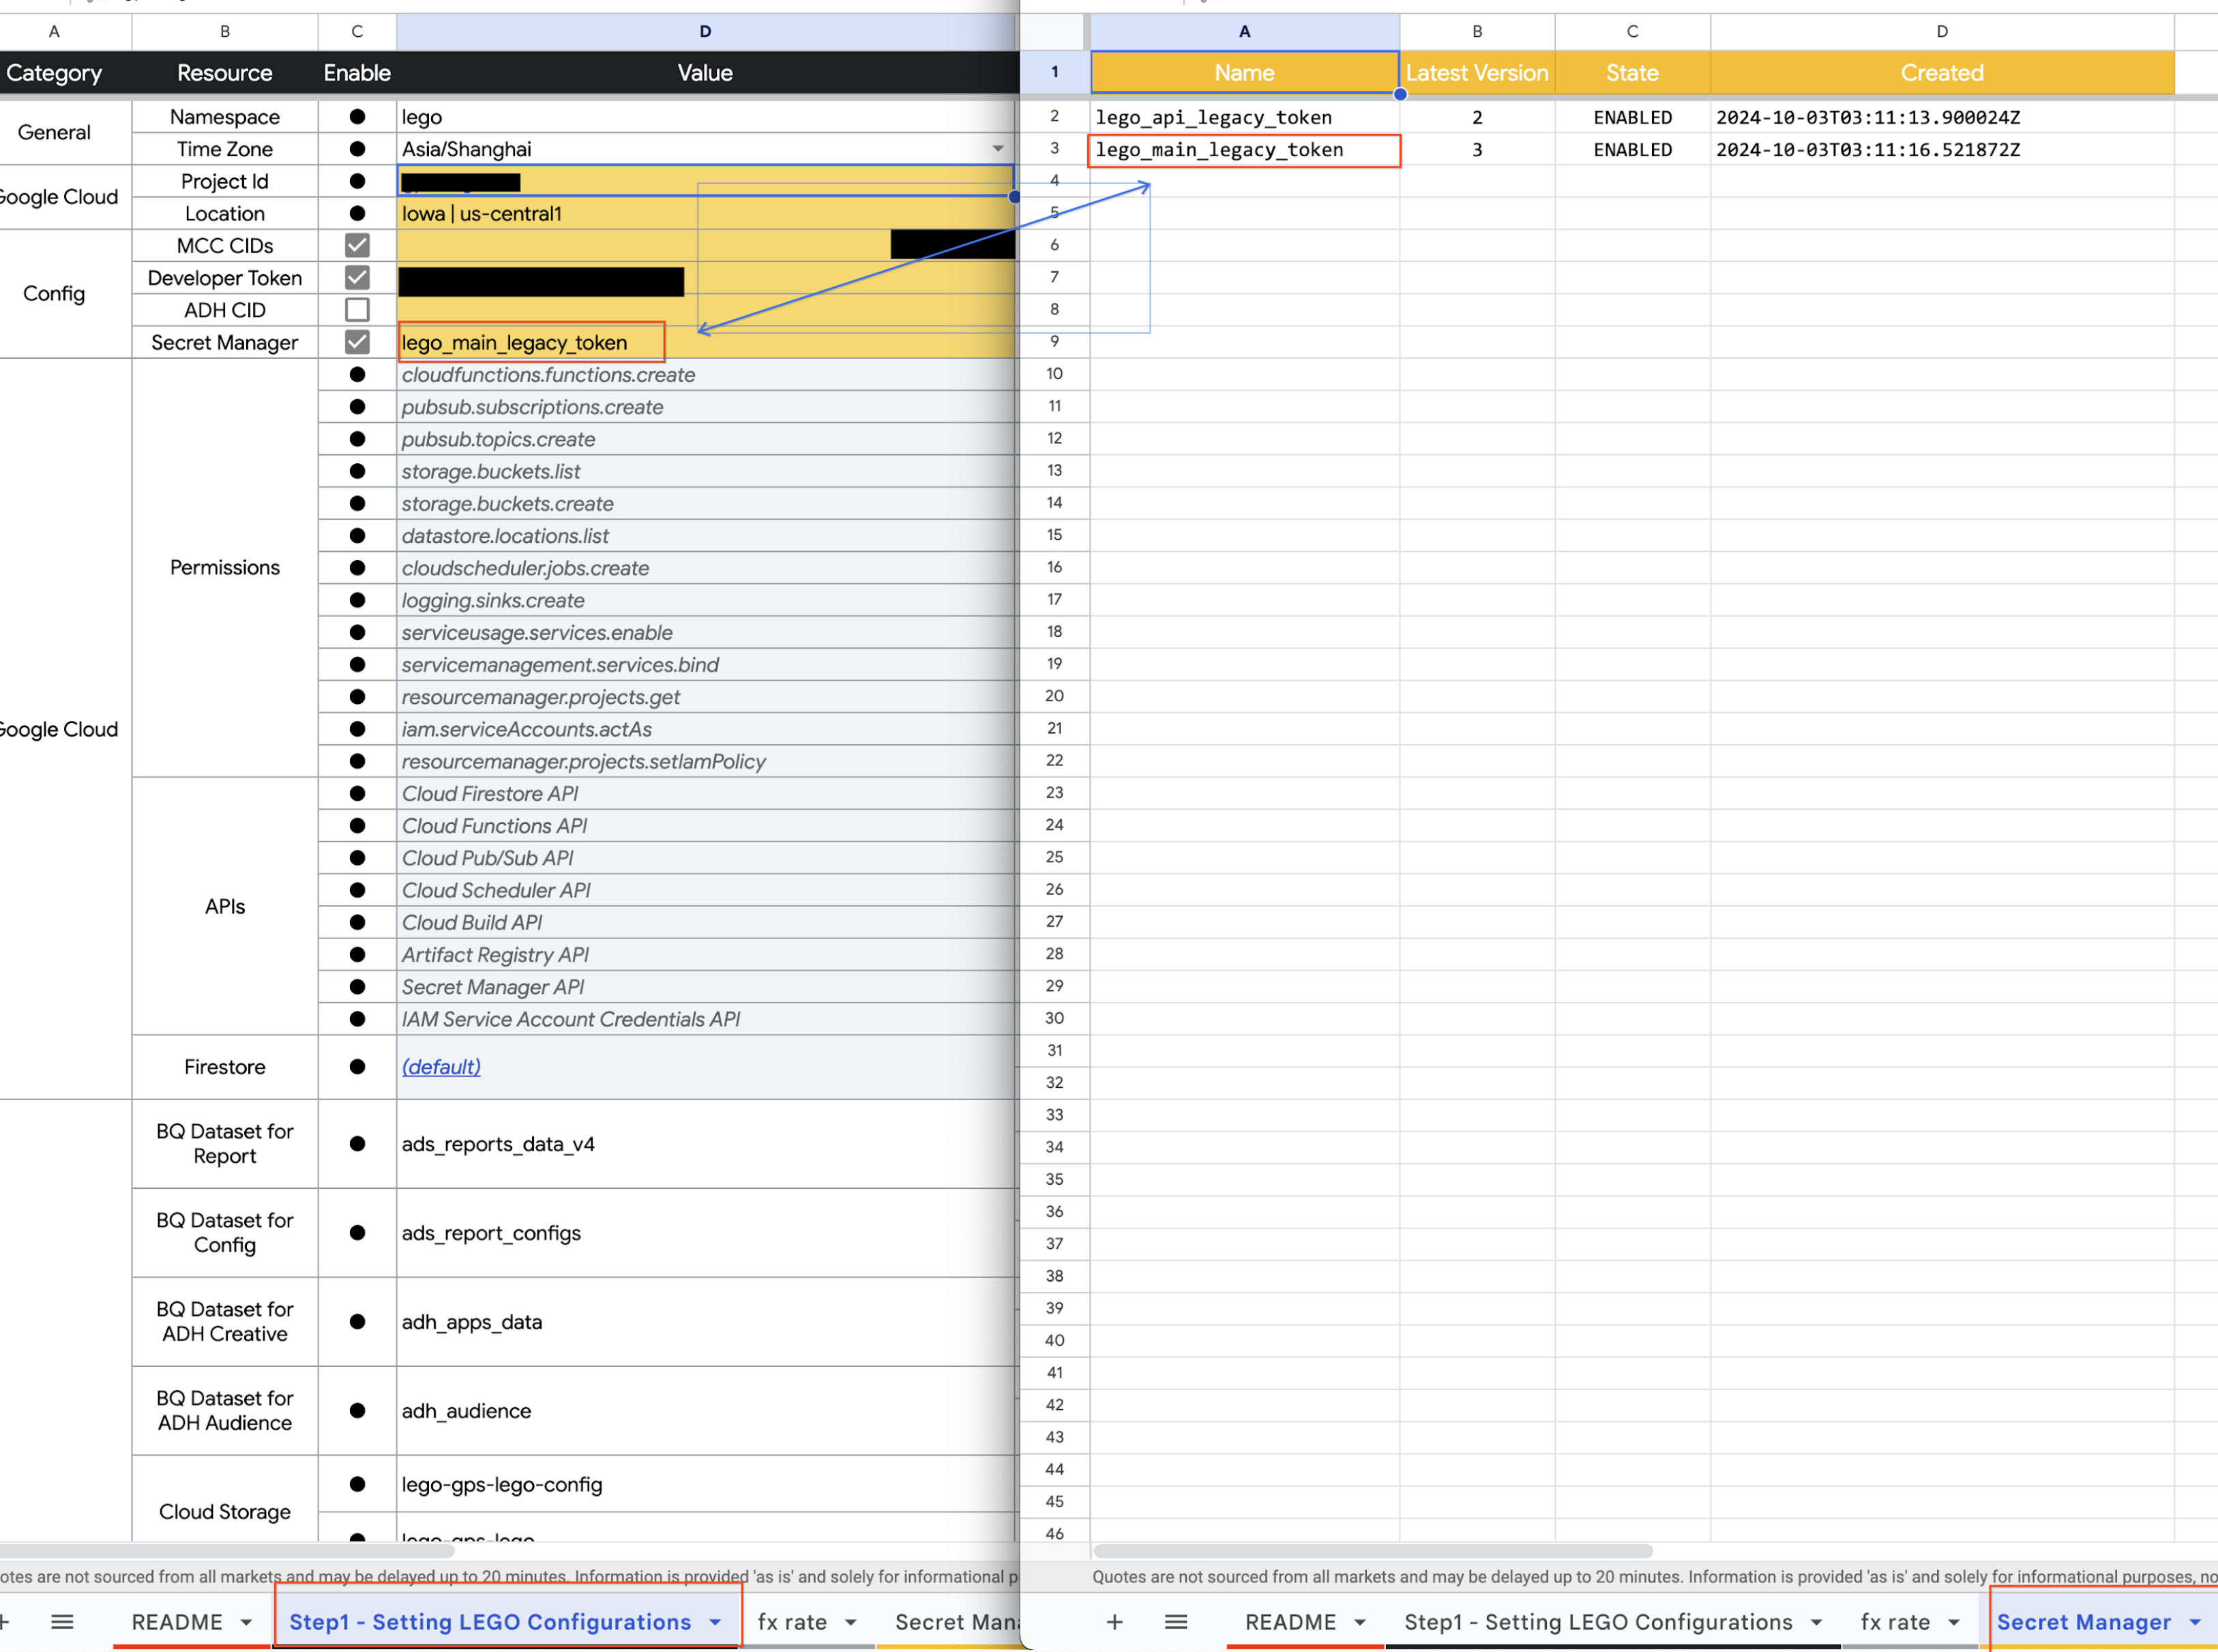 A B C D
Category Resource Enable Value
General Namespace ● lego
Time Zone ● Asia/Shanghai
Google Cloud Project Id ●
Location ● Iowa | us-central1
Config MCC CIDs
Developer Token
ADH CID
Secret Manager lego_main_legacy_token
Google Cloud
Permissions
● cloudfunctions.functions.create
● pubsub.subscriptions.create
● pubsub.topics.create
● storage.buckets.list
● storage.buckets.create
● datastore.locations.list
● cloudscheduler.jobs.create
● logging.sinks.create
● serviceusage.services.enable
● servicemanagement.services.bind
● resourcemanager.projects.get
● iam.serviceAccounts.actAs
● resourcemanager.projects.setIamPolicy
APIs
● Cloud Firestore API
● Cloud Functions API
● Cloud Pub/Sub API
● Cloud Scheduler API
● Cloud Build API
● Artifact Registry API
● Secret Manager API
● IAM Service Account Credentials API
Firestore ● (default)
BQ Dataset for
Report ● ads_reports_data_v4
BQ Dataset for
Config ● ads_report_configs
BQ Dataset for
ADH Creative ● adh_apps_data
BQ Dataset for
ADH Audience ● adh_audience
Cloud Storage
● lego-gps-lego-config
● lego-gps-lego
otes are not sourced from all markets and may be delayed up to 20 minutes. Information is provided 'as is' and solely for informational p
+ README Step1 - Setting LEGO Configurations fx rate Secret Mana
A B C D
1 Name Latest Version State Created
2 lego_api_legacy_token 2 ENABLED 2024-10-03T03:11:13.900024Z
3 lego_main_legacy_token 3 ENABLED 2024-10-03T03:11:16.521872Z
4
5
6
7
8
9
10
11
12
13
14
15
16
17
18
19
20
21
22
23
24
25
26
27
28
29
30
31
32
33
34
35
36
37
38
39
40
41
42
43
44
45
46
Quotes are not sourced from all markets and may be delayed up to 20 minutes. Information is provided 'as is' and solely for informational purposes, no
+ README Step1 - Setting LEGO Configurations fx rate Secret Manager